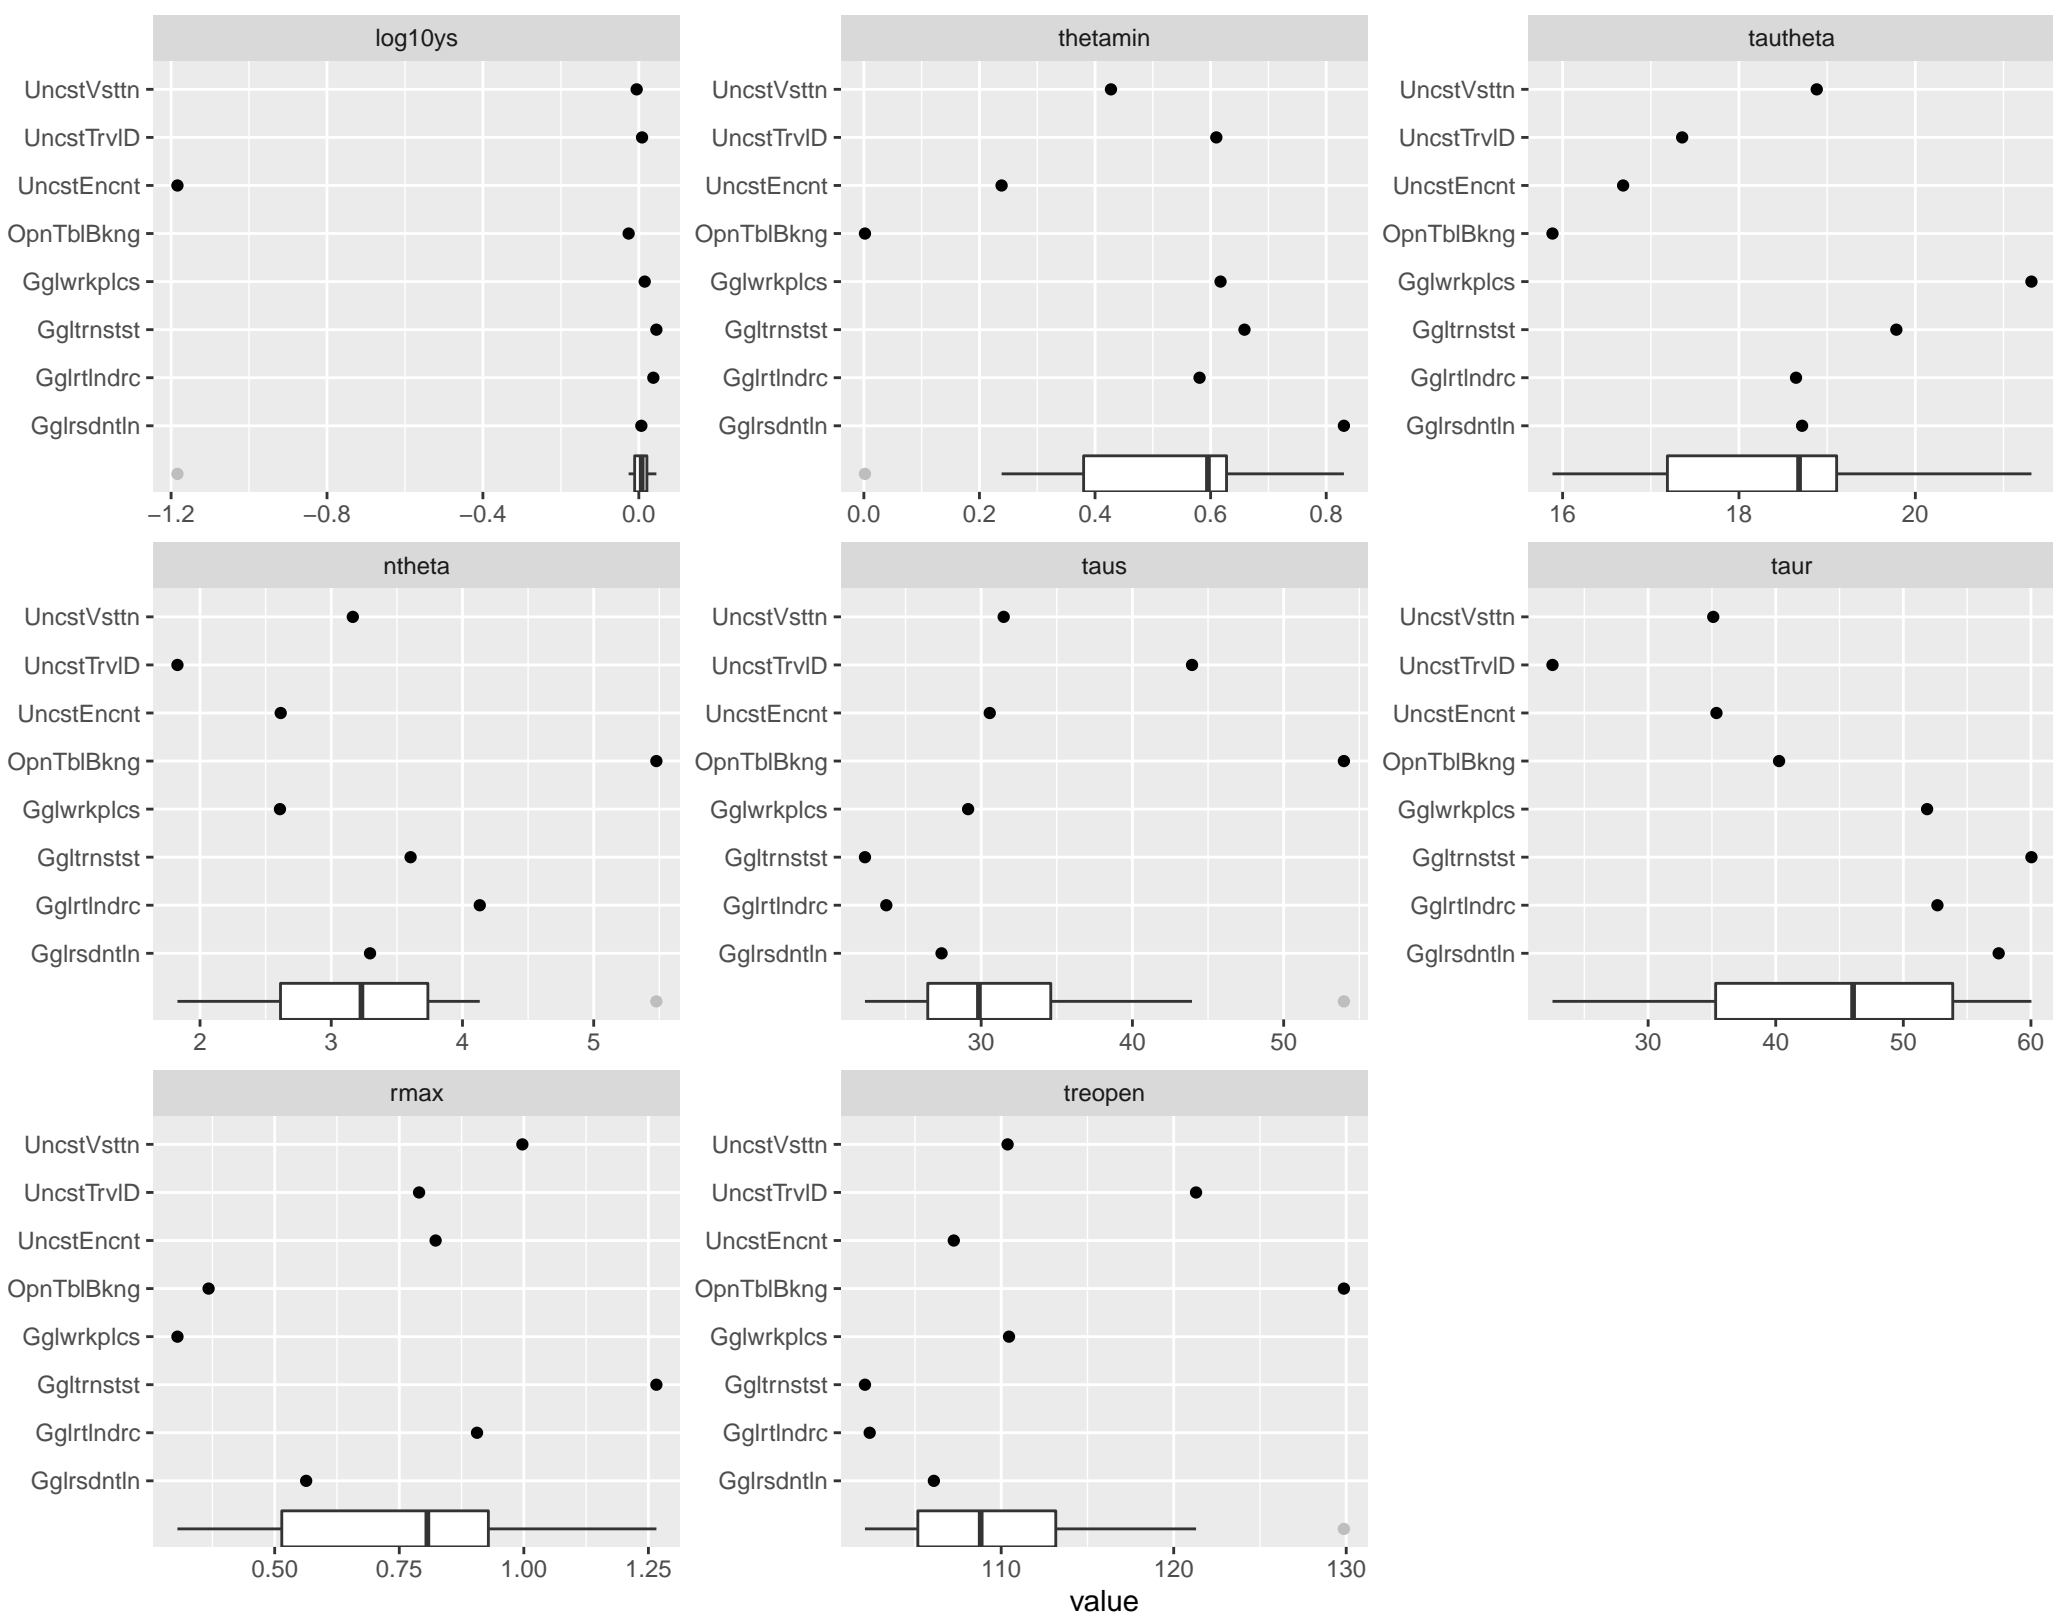 log10ys
UncstVsttn
UncstTrvlD
UncstEncnt
OpnTblBkng
Gglwrkplcs
Ggltrnstst
Gglrtlndrc
Gglrsdntln
−1.2 −0.8 −0.4 0.0
thetamin
UncstVsttn
UncstTrvlD
UncstEncnt
OpnTblBkng
Gglwrkplcs
Ggltrnstst
Gglrtlndrc
Gglrsdntln
0.0 0.2 0.4 0.6 0.8
tautheta
UncstVsttn
UncstTrvlD
UncstEncnt
OpnTblBkng
Gglwrkplcs
Ggltrnstst
Gglrtlndrc
Gglrsdntln
16 18 20
ntheta
UncstVsttn
UncstTrvlD
UncstEncnt
OpnTblBkng
Gglwrkplcs
Ggltrnstst
Gglrtlndrc
Gglrsdntln
2 3 4 5
taus
UncstVsttn
UncstTrvlD
UncstEncnt
OpnTblBkng
Gglwrkplcs
Ggltrnstst
Gglrtlndrc
Gglrsdntln
30 40 50
taur
UncstVsttn
UncstTrvlD
UncstEncnt
OpnTblBkng
Gglwrkplcs
Ggltrnstst
Gglrtlndrc
Gglrsdntln
30 40 50 60
rmax
UncstVsttn
UncstTrvlD
UncstEncnt
OpnTblBkng
Gglwrkplcs
Ggltrnstst
Gglrtlndrc
Gglrsdntln
0.50 0.75 1.00 1.25
treopen
UncstVsttn
UncstTrvlD
UncstEncnt
OpnTblBkng
Gglwrkplcs
Ggltrnstst
Gglrtlndrc
Gglrsdntln
110 120 130
value